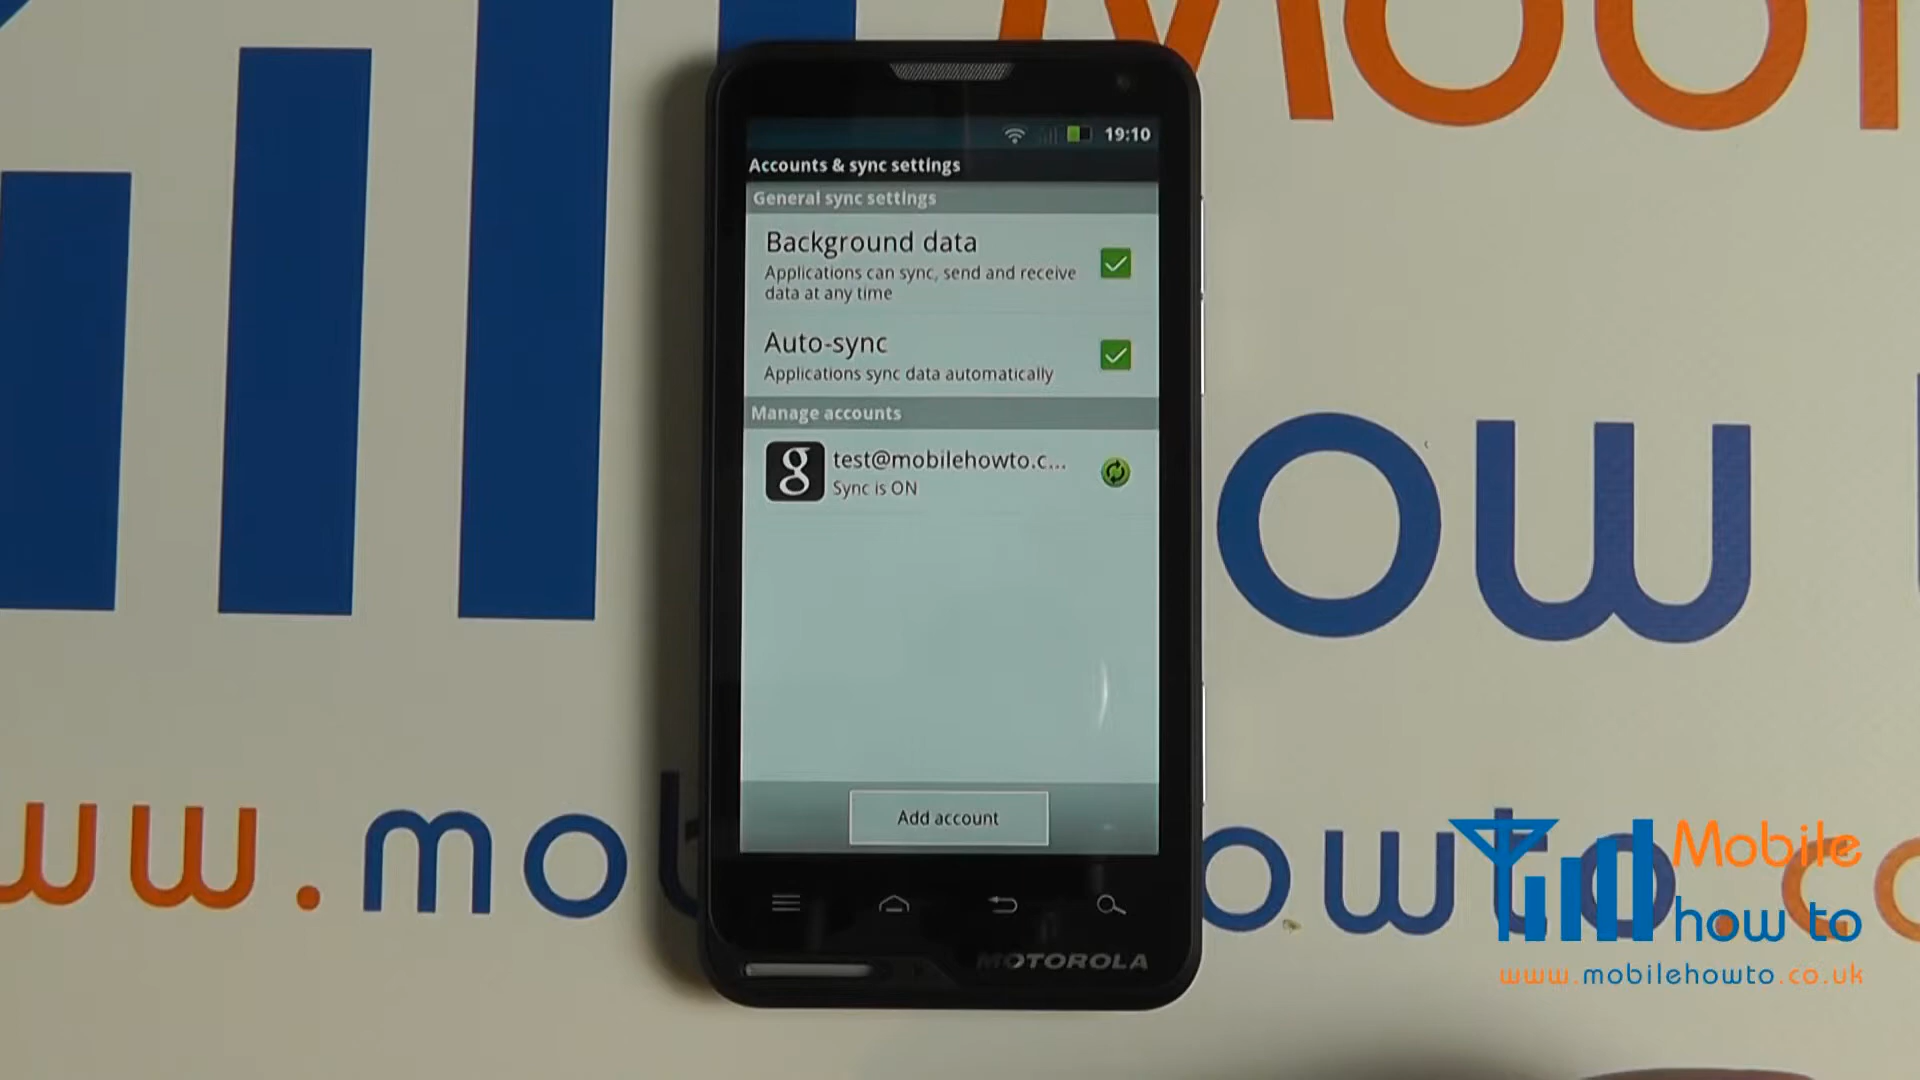 19:10
Accounts & sync settings
General sync settings
Background data
Applications can sync, send and receive
data at any time
Auto-sync
Applications sync data automatically
Manage accounts
test@mobilehowto.c...
Sync is ON
Add account
MOTOROLA
Mobile
how to
www.mobilehowto.co.uk